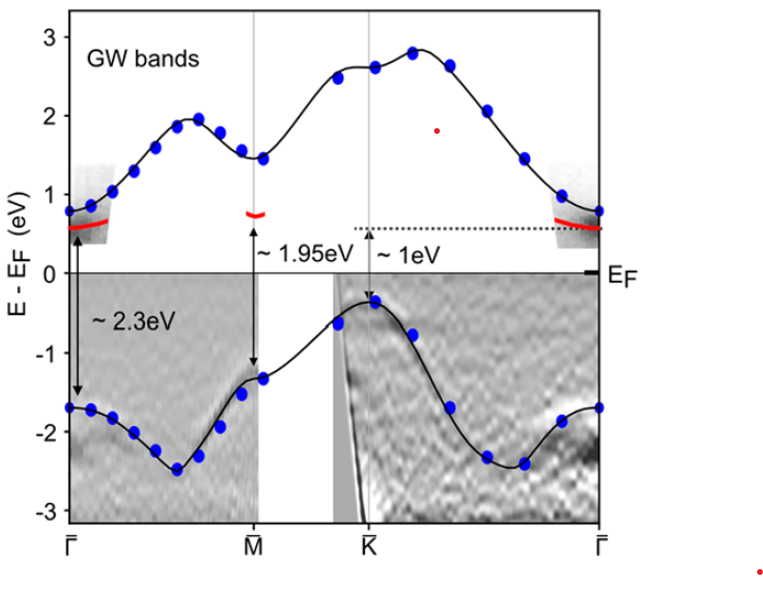 3
GW bands
2
1
E - EF (eV)
~ 1.95eV
~ 1eV
0
EF
~ 2.3eV
-1
-2
-3
Γ̅ M̅ K̅ Γ̅